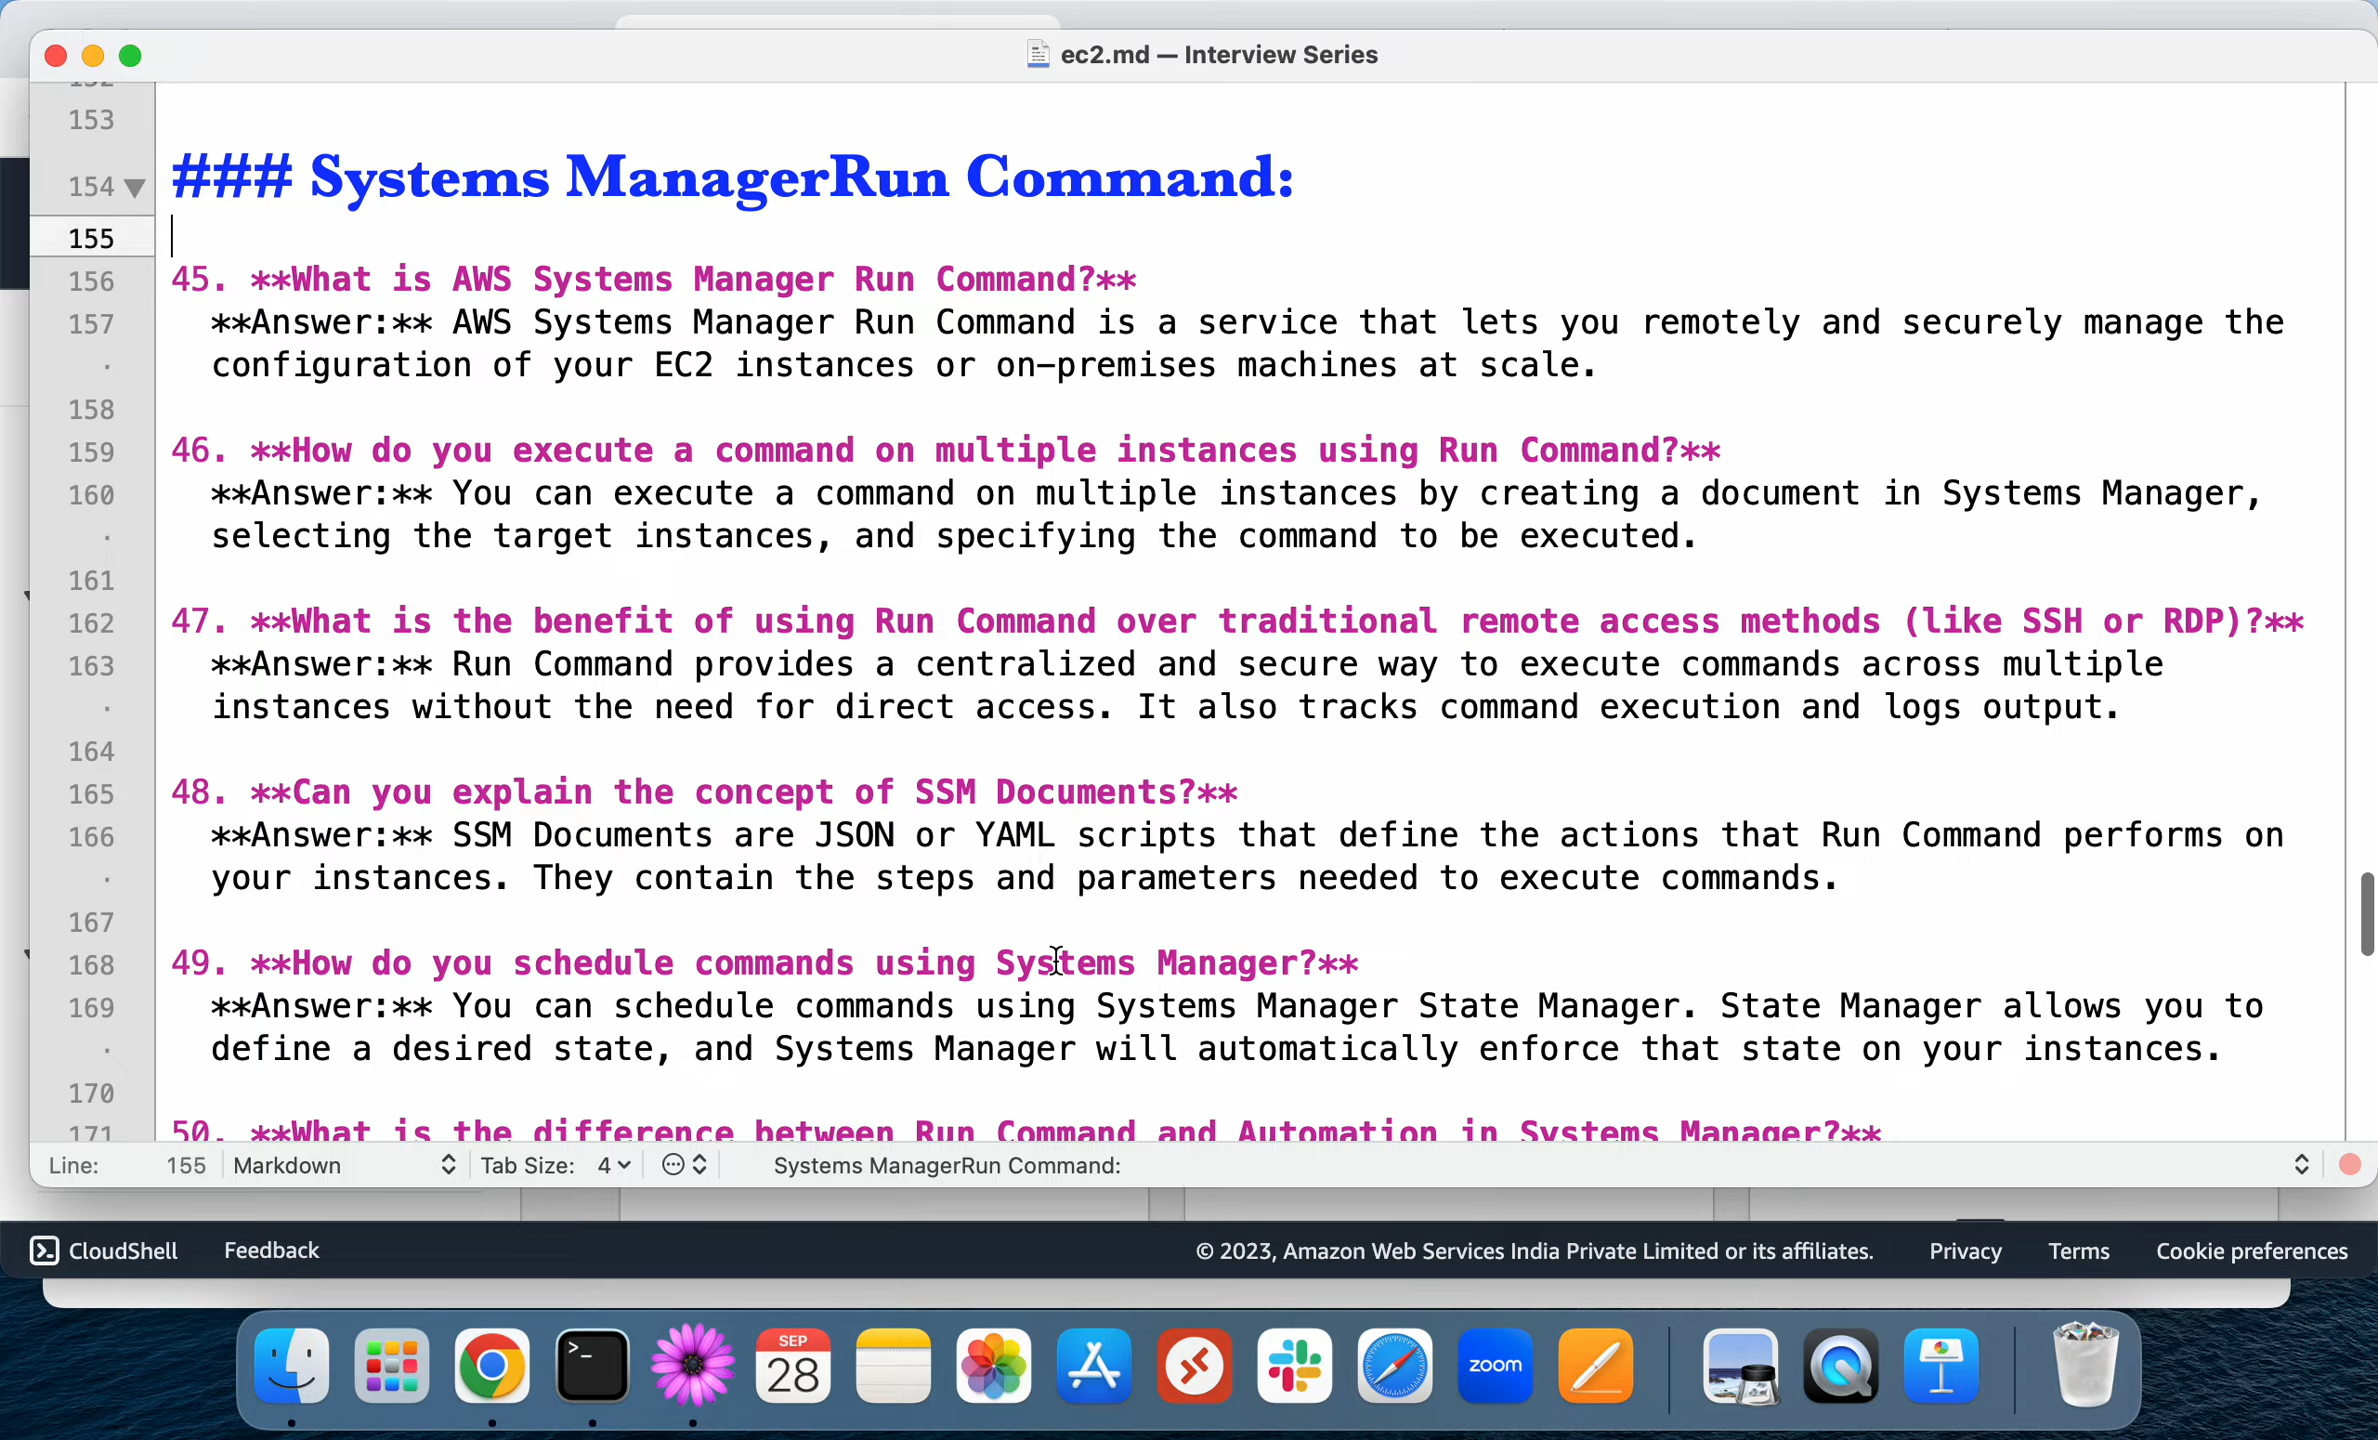 ec2.md — Interview Series
152
153
154 ### Systems ManagerRun Command:
155
156 45. **What is AWS Systems Manager Run Command?**
157 **Answer:** AWS Systems Manager Run Command is a service that lets you remotely and securely manage the
· configuration of your EC2 instances or on-premises machines at scale.
158
159 46. **How do you execute a command on multiple instances using Run Command?**
160 **Answer:** You can execute a command on multiple instances by creating a document in Systems Manager,
· selecting the target instances, and specifying the command to be executed.
161
162 47. **What is the benefit of using Run Command over traditional remote access methods (like SSH or RDP)?**
163 **Answer:** Run Command provides a centralized and secure way to execute commands across multiple
· instances without the need for direct access. It also tracks command execution and logs output.
164
165 48. **Can you explain the concept of SSM Documents?**
166 **Answer:** SSM Documents are JSON or YAML scripts that define the actions that Run Command performs on
· your instances. They contain the steps and parameters needed to execute commands.
167
168 49. **How do you schedule commands using Systems Manager?**
169 **Answer:** You can schedule commands using Systems Manager State Manager. State Manager allows you to
· define a desired state, and Systems Manager will automatically enforce that state on your instances.
170
171 50. **What is the difference between Run Command and Automation in Systems Manager?**
Line: 155 Markdown Tab Size: 4 Systems ManagerRun Command:
CloudShell Feedback © 2023, Amazon Web Services India Private Limited or its affiliates. Privacy Terms Cookie preferences
SEP
28
zoom